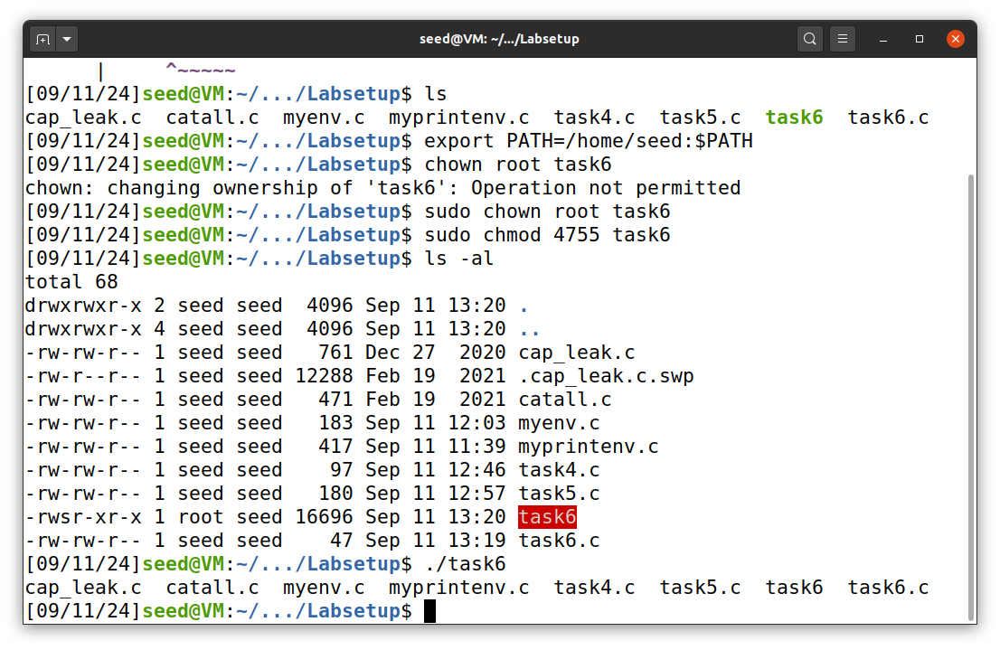 seed@VM: ~/.../Labsetup
|     ^~~~~~
[09/11/24]seed@VM:~/.../Labsetup$ ls
cap_leak.c  catall.c  myenv.c  myprintenv.c  task4.c  task5.c  task6  task6.c
[09/11/24]seed@VM:~/.../Labsetup$ export PATH=/home/seed:$PATH
[09/11/24]seed@VM:~/.../Labsetup$ chown root task6
chown: changing ownership of 'task6': Operation not permitted
[09/11/24]seed@VM:~/.../Labsetup$ sudo chown root task6
[09/11/24]seed@VM:~/.../Labsetup$ sudo chmod 4755 task6
[09/11/24]seed@VM:~/.../Labsetup$ ls -al
total 68
drwxrwxr-x 2 seed seed  4096 Sep 11 13:20 .
drwxrwxr-x 4 seed seed  4096 Sep 11 13:20 ..
-rw-rw-r-- 1 seed seed   761 Dec 27  2020 cap_leak.c
-rw-r--r-- 1 seed seed 12288 Feb 19  2021 .cap_leak.c.swp
-rw-rw-r-- 1 seed seed   471 Feb 19  2021 catall.c
-rw-rw-r-- 1 seed seed   183 Sep 11 12:03 myenv.c
-rw-rw-r-- 1 seed seed   417 Sep 11 11:39 myprintenv.c
-rw-rw-r-- 1 seed seed    97 Sep 11 12:46 task4.c
-rw-rw-r-- 1 seed seed   180 Sep 11 12:57 task5.c
-rwsr-xr-x 1 root seed 16696 Sep 11 13:20 task6
-rw-rw-r-- 1 seed seed    47 Sep 11 13:19 task6.c
[09/11/24]seed@VM:~/.../Labsetup$ ./task6
cap_leak.c  catall.c  myenv.c  myprintenv.c  task4.c  task5.c  task6  task6.c
[09/11/24]seed@VM:~/.../Labsetup$